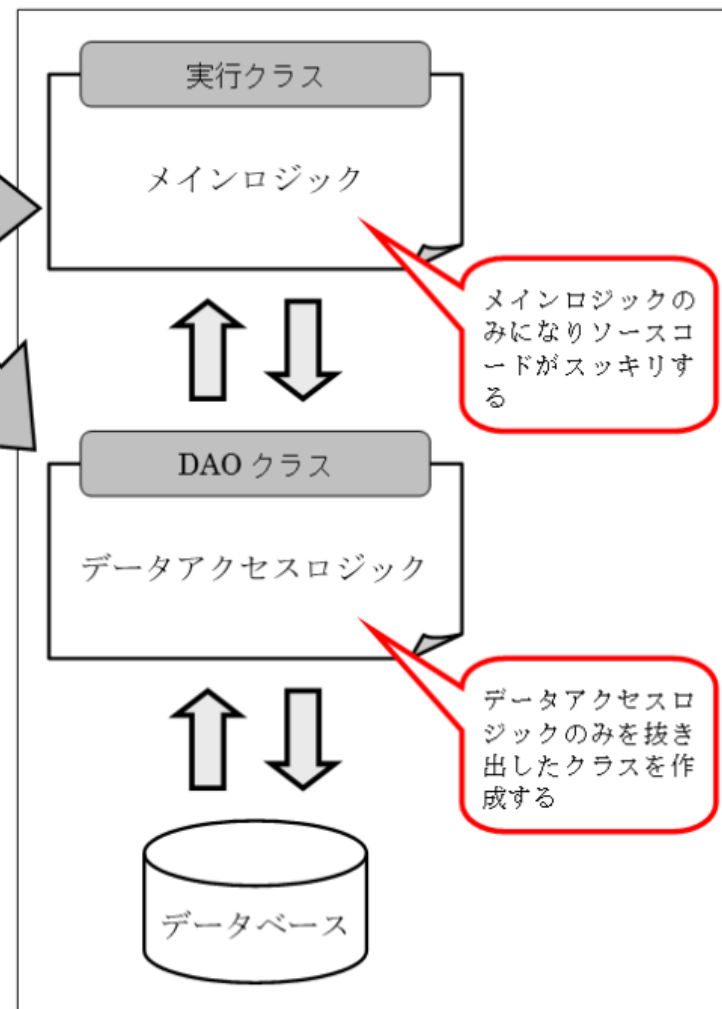 実行クラス
メインロジック
メインロジックの
みになりソースコ
ードがスッキリす
る
DAO クラス
データアクセスロジック
データアクセスロ
ジックのみを抜き
出したクラスを作
成する
データベース